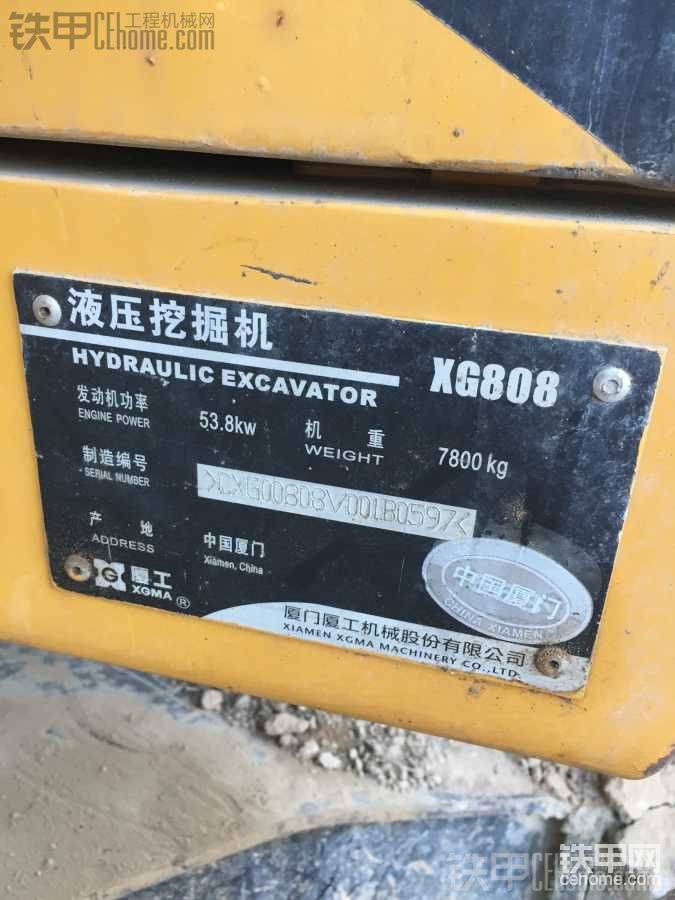 铁甲CEhome.com
工程机械网
液压挖掘机
HYDRAULIC EXCAVATOR
XG808
发动机功率
ENGINE POWER
53.8kw
机 重
WEIGHT
7800kg
制造编号
SERIAL NUMBER
>CXG00808V001B0597<
产 地
ADDRESS
中国厦门
Xiamen, China
厦工
XGMA ®
中国厦门
CHINA XIAMEN
厦门厦工机械股份有限公司
XIAMEN XGMA MACHINERY CO.,LTD.
铁甲网
cehome.com